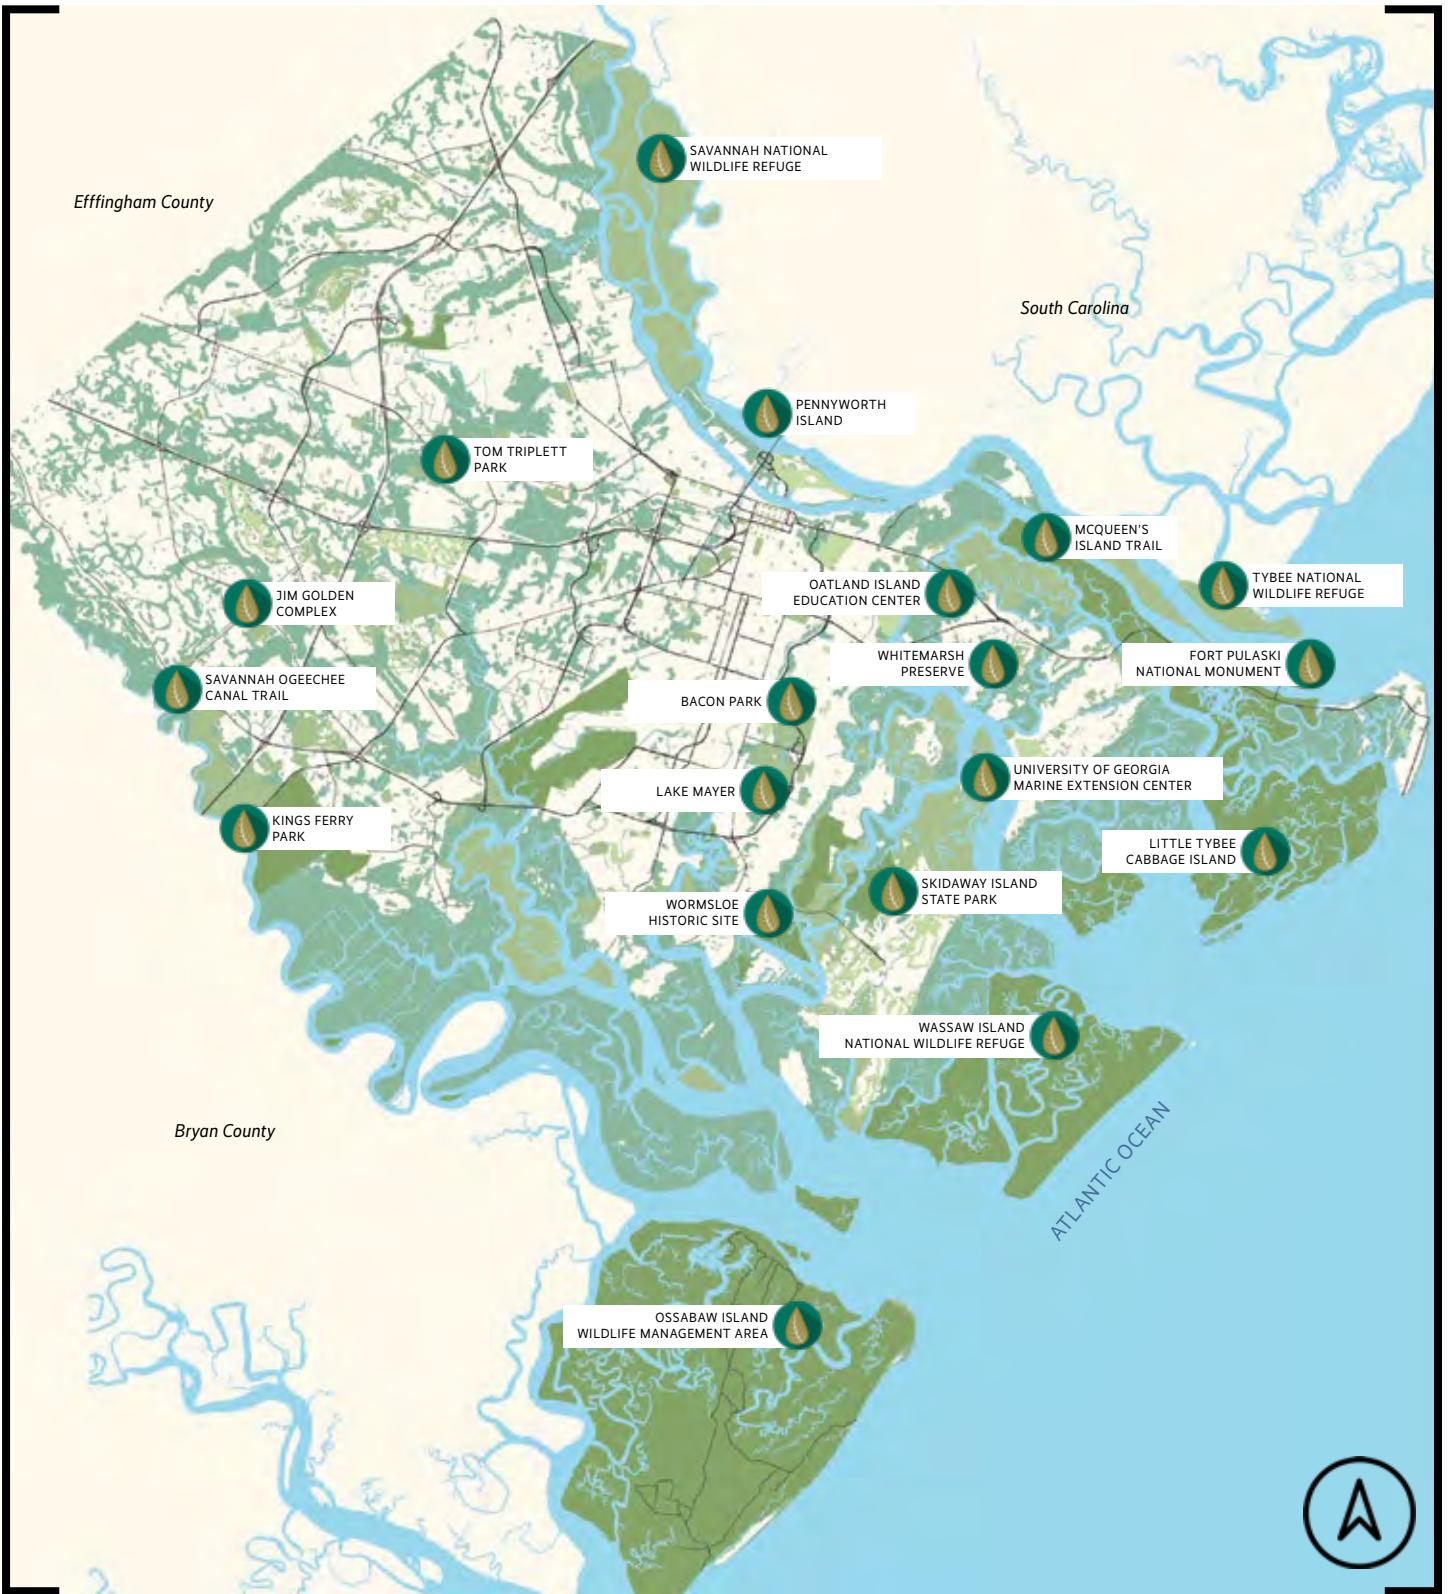 SAVANNAH NATIONAL
WILDLIFE REFUGE
Efffingham County
South Carolina
PENNYWORTH
ISLAND
TOM TRIPLETT
PARK
MCQUEEN'S
ISLAND TRAIL
OATLAND ISLAND
EDUCATION CENTER
TYBEE NATIONAL
WILDLIFE REFUGE
JIM GOLDEN
COMPLEX
WHITEMARSH
PRESERVE
FORT PULASKI
NATIONAL MONUMENT
SAVANNAH OGEECHEE
CANAL TRAIL
BACON PARK
UNIVERSITY OF GEORGIA
MARINE EXTENSION CENTER
LAKE MAYER
KINGS FERRY
PARK
LITTLE TYBEE
CABBAGE ISLAND
SKIDAWAY ISLAND
STATE PARK
WORMSLOE
HISTORIC SITE
WASSAW ISLAND
NATIONAL WILDLIFE REFUGE
Bryan County
ATLANTIC OCEAN
OSSABAW ISLAND
WILDLIFE MANAGEMENT AREA